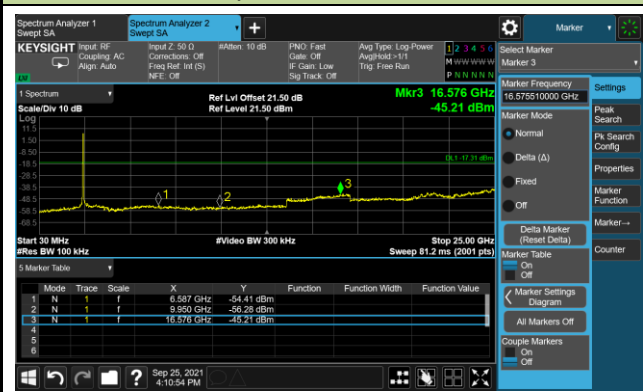 Spectrum Analyzer 1
Swept SA
Spectrum Analyzer 2
Swept SA
Marker
KEYSIGHT
Input: RF
Coupling: AC
Align: Auto
Input Z: 50 Ω
Corrections: Off
Freq Ref: Int (S)
NFE: Off
#Atten: 10 dB
PNO: Fast
Gate: Off
IF Gain: Low
Sig Track: Off
Avg Type: Log-Power
Avg|Hold:>1/1
Trig: Free Run
1 2 3 4 5 6
M W W W W W
P N N N N N
Select Marker
Marker 3
1 Spectrum
Scale/Div 10 dB
Log
Ref Lvl Offset 21.50 dB
Ref Level 21.50 dBm
Mkr3 16.576 GHz
-45.21 dBm
11.5
1.50
-8.50
-18.5
-28.5
-38.5
-48.5
-58.5
-68.5
DL1 -17.31 dBm
1
2
3
Start 30 MHz
#Res BW 100 kHz
#Video BW 300 kHz
Stop 25.00 GHz
Sweep 81.2 ms (2001 pts)
5 Marker Table
Mode Trace Scale X Y Function Function Width Function Value
1 N 1 f 6.587 GHz -54.41 dBm
2 N 1 f 9.950 GHz -56.28 dBm
3 N 1 f 16.576 GHz -45.21 dBm
4
5
6
Marker Frequency
16.575510000 GHz
Marker Mode
Normal
Delta (Δ)
Fixed
Off
Delta Marker
(Reset Delta)
Marker Table
On
Off
Marker Settings
Diagram
All Markers Off
Couple Markers
On
Off
Settings
Peak
Search
Pk Search
Config
Properties
Marker
Function
Marker→
Counter
Sep 25, 2021
4:10:54 PM